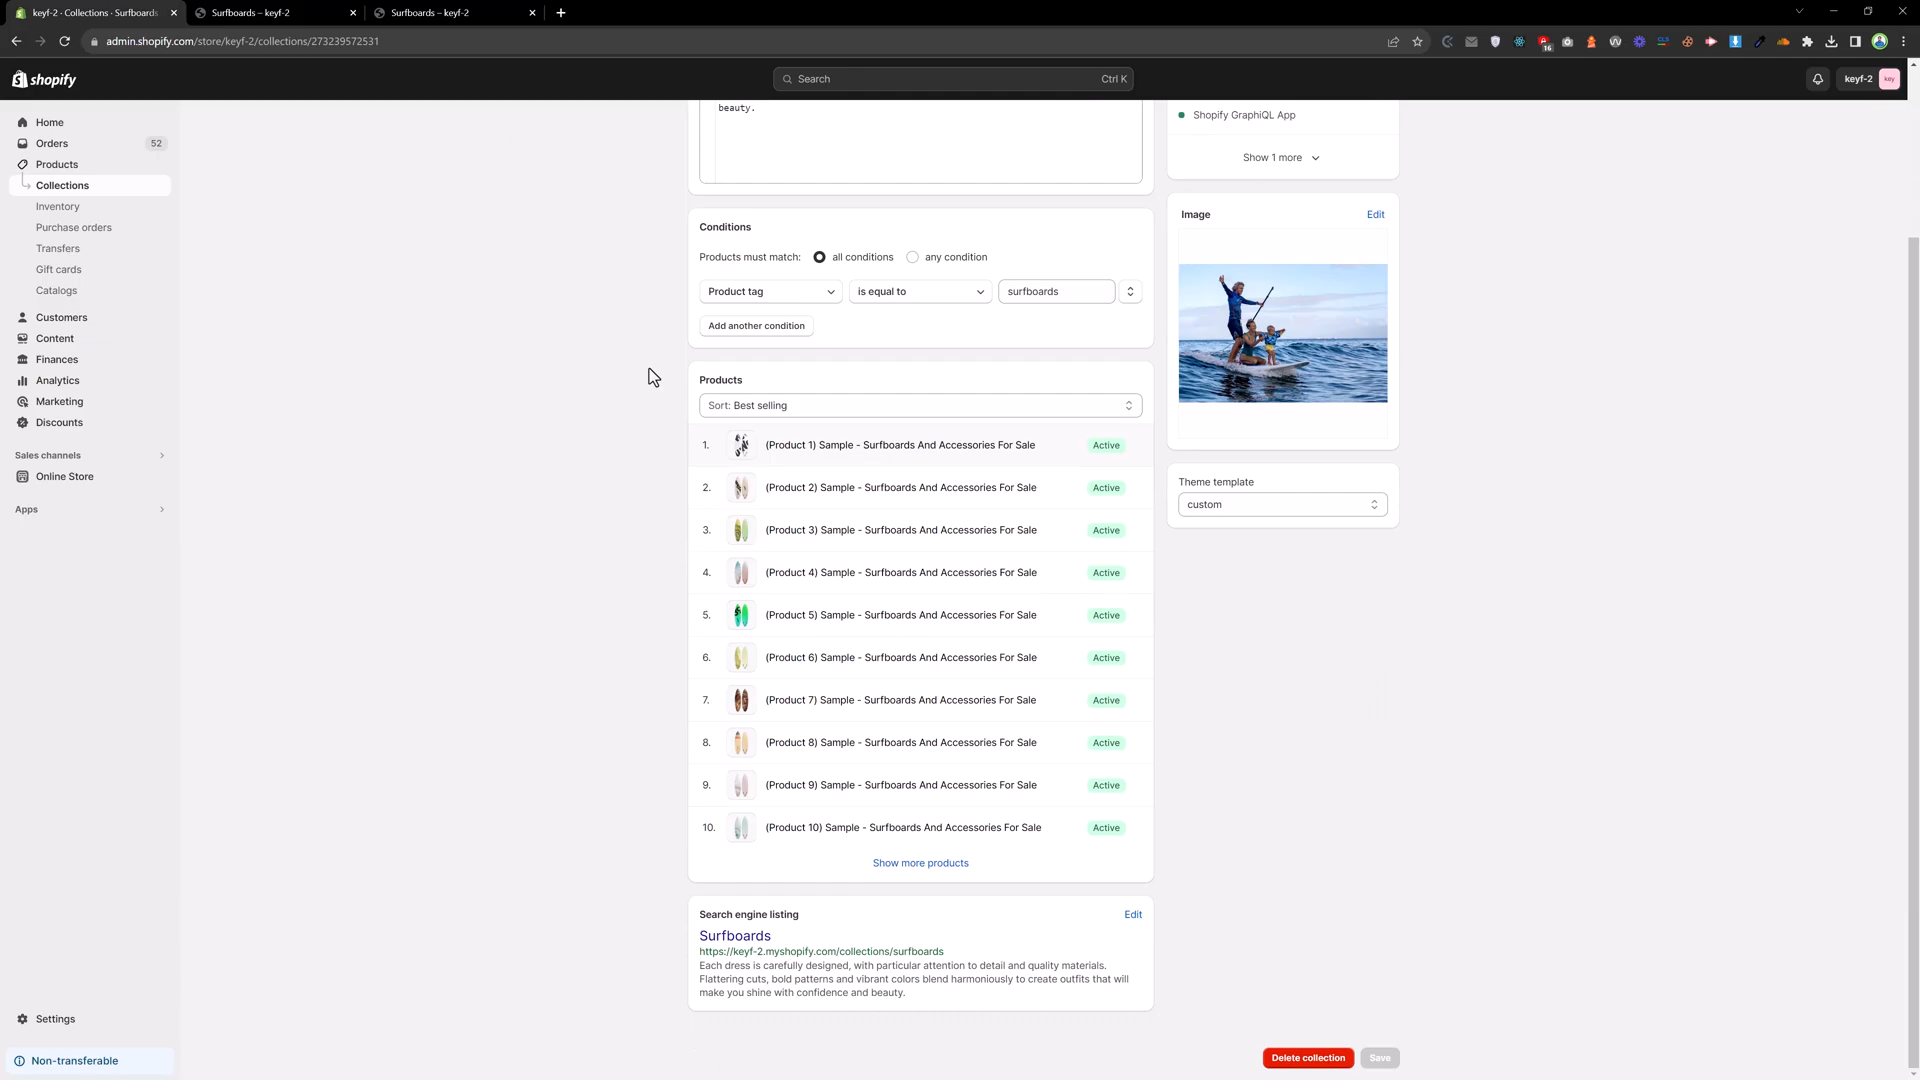 keyf-2 · Collections · Surfboards
Surfboards – keyf-2
Surfboards – keyf-2
admin.shopify.com/store/keyf-2/collections/273239572531
16
shopify
Search
Ctrl K
keyf-2
key
Home
Orders
52
Products
Collections
Inventory
Purchase orders
Transfers
Gift cards
Catalogs
Customers
Content
Finances
Analytics
Marketing
Discounts
Sales channels
Online Store
Apps
Settings
Non-transferable
beauty.
Conditions
Products must match:
all conditions
any condition
Product tag
is equal to
surfboards
Add another condition
Products
Sort: Best selling
1. (Product 1) Sample - Surfboards And Accessories For Sale Active
2. (Product 2) Sample - Surfboards And Accessories For Sale Active
3. (Product 3) Sample - Surfboards And Accessories For Sale Active
4. (Product 4) Sample - Surfboards And Accessories For Sale Active
5. (Product 5) Sample - Surfboards And Accessories For Sale Active
6. (Product 6) Sample - Surfboards And Accessories For Sale Active
7. (Product 7) Sample - Surfboards And Accessories For Sale Active
8. (Product 8) Sample - Surfboards And Accessories For Sale Active
9. (Product 9) Sample - Surfboards And Accessories For Sale Active
10. (Product 10) Sample - Surfboards And Accessories For Sale Active
Show more products
Search engine listing
Edit
Surfboards
https://keyf-2.myshopify.com/collections/surfboards
Each dress is carefully designed, with particular attention to detail and quality materials.
Flattering cuts, bold patterns and vibrant colors blend harmoniously to create outfits that will
make you shine with confidence and beauty.
Shopify GraphiQL App
Show 1 more
Image
Edit
Theme template
custom
Delete collection
Save